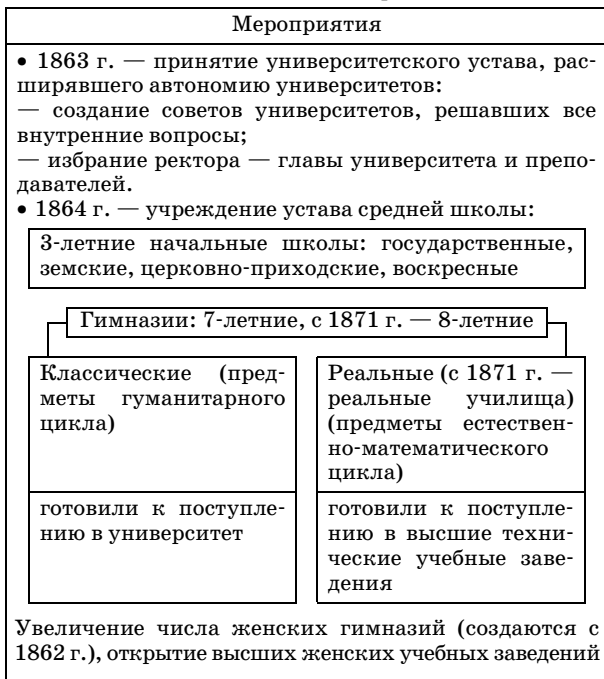 Мероприятия
• 1863 г. — принятие университетского устава, рас-
ширявшего автономию университетов:
— создание советов университетов, решавших все
внутренние вопросы;
— избрание ректора — главы университета и препо-
давателей.
• 1864 г. — учреждение устава средней школы:
3-летние начальные школы: государственные,
земские, церковно-приходские, воскресные
Гимназии: 7-летние, с 1871 г. — 8-летние
Классические (пред-
меты гуманитарного
цикла)
готовили к поступле-
нию в университет
Реальные (с 1871 г. —
реальные училища)
(предметы естествен-
но-математического
цикла)
готовили к поступле-
нию в высшие техни-
ческие учебные заве-
дения
Увеличение числа женских гимназий (создаются с
1862 г.), открытие высших женских учебных заведений